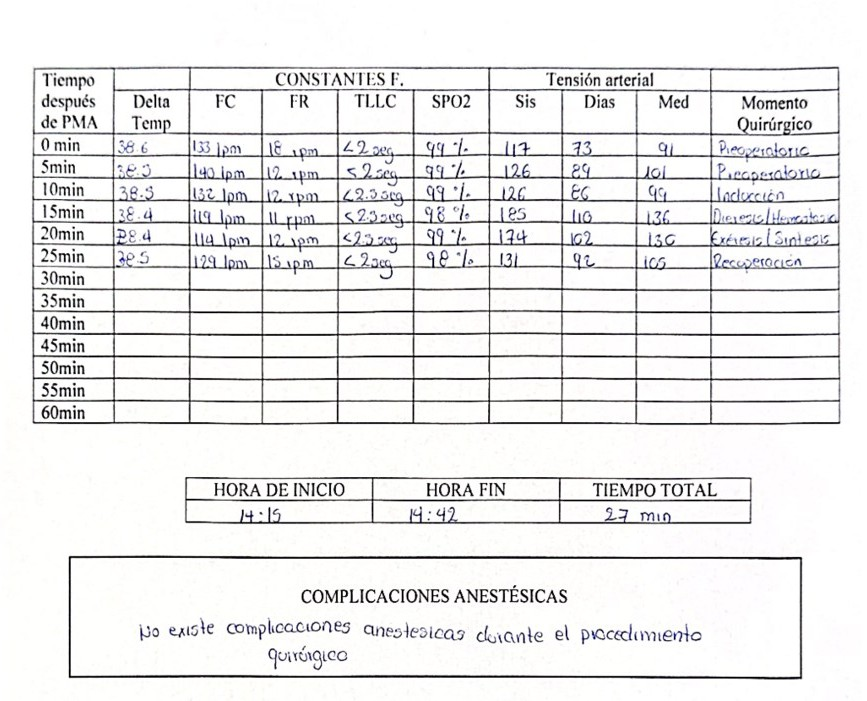 Tiempo después de PMA | Delta Temp | CONSTANTES F. | Tensión arterial | Momento Quirúrgico
FC | FR | TLLC | SPO2 | Sis | Dias | Med
0 min | 38.6 | 133 lpm | 18 rpm | <2 seg | 99 % | 117 | 73 | 91 | Preoperatorio
5min | 38.5 | 140 lpm | 12 rpm | <2 seg | 99 % | 126 | 89 | 101 | Preoperatorio
10min | 38.5 | 132 lpm | 12 rpm | <2.5 seg | 99 % | 126 | 86 | 99 | Inducción
15min | 38.4 | 119 lpm | 11 rpm | <2.5 seg | 98 % | 185 | 110 | 136 | Dieresis/Hemostasia
20min | 38.4 | 114 lpm | 12 rpm | <2.5 seg | 99 % | 174 | 102 | 130 | Exéresis/Sintesis
25min | 38.5 | 129 lpm | 15 rpm | <2 seg | 98 % | 131 | 92 | 105 | Recuperación
30min
35min
40min
45min
50min
55min
60min
HORA DE INICIO | HORA FIN | TIEMPO TOTAL
14:15 | 14:42 | 27 min
COMPLICACIONES ANESTÉSICAS
No existe complicaciones anestesicas durante el procedimiento
quirúrgico